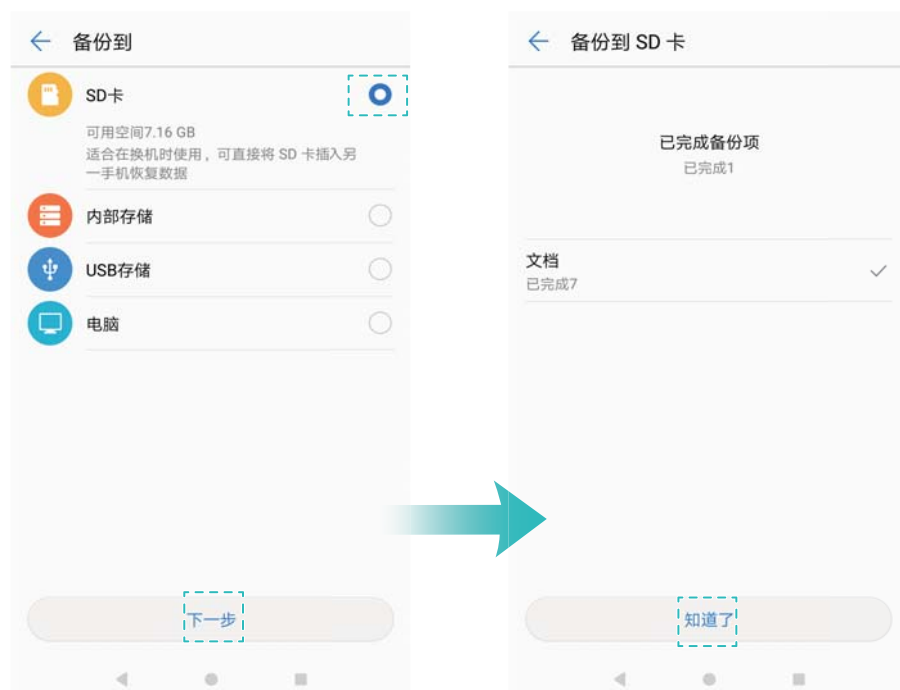 备份到
SD卡
可用空间7.16 GB
适合在换机时使用，可直接将 SD 卡插入另
一手机恢复数据
内部存储
USB存储
电脑
下一步
备份到 SD 卡
已完成备份项
已完成1
文档
已完成7
知道了